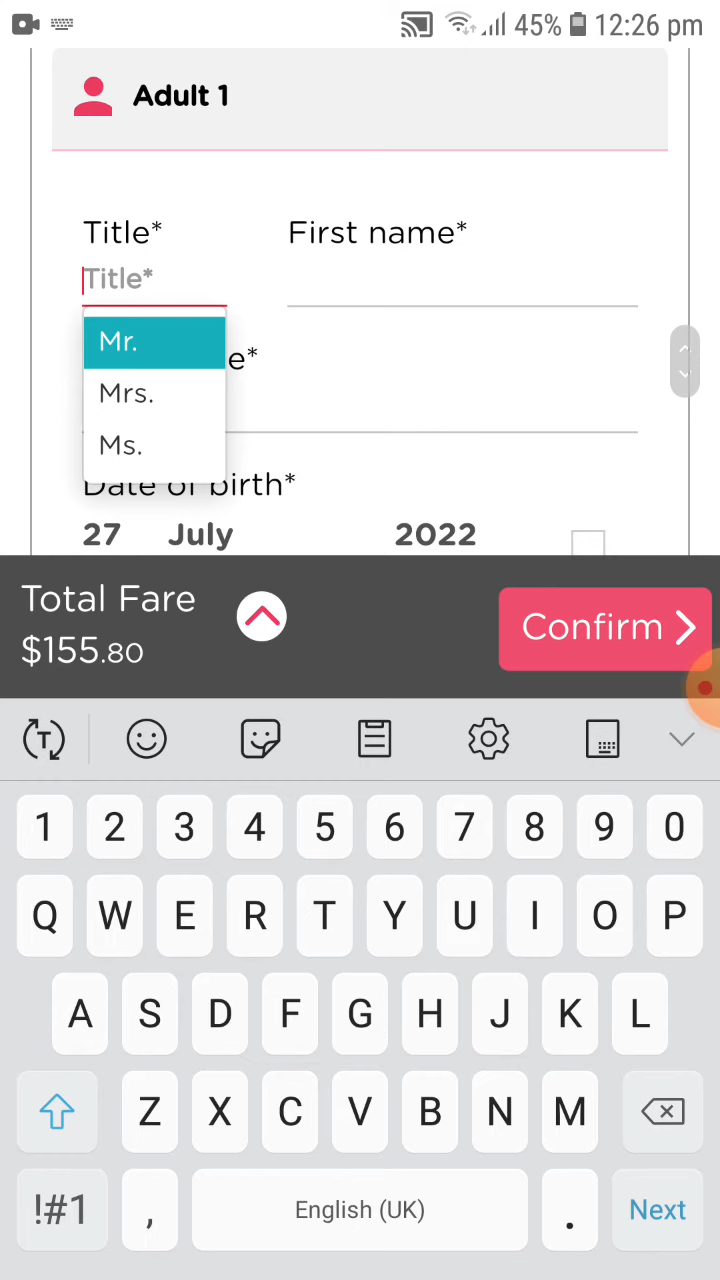 45% 12:26 pm
Adult 1
Title* First name*
Title*
Mr.
e*
Mrs.
Ms.
Date of birth*
27 July 2022
Total Fare
$155.80
Confirm
T
1 2 3 4 5 6 7 8 9 0
Q W E R T Y U I O P
A S D F G H J K L
Z X C V B N M
!#1 , English (UK) . Next